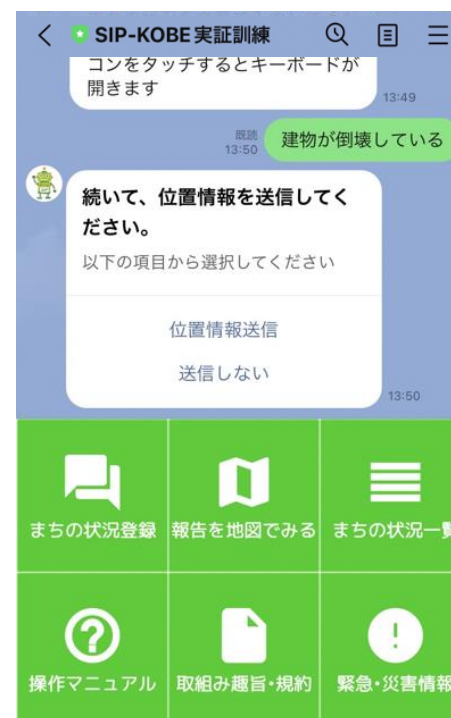 SIP-KOBE実証訓練
コンをタッチするとキーボードが
開きます
13:49
既読
13:50
建物が倒壊している
続いて、位置情報を送信してく
ださい。
以下の項目から選択してください
位置情報送信
送信しない
13:50
まちの状況登録
報告を地図でみる
まちの状況一覧
操作マニュアル
取組み趣旨・規約
緊急・災害情報